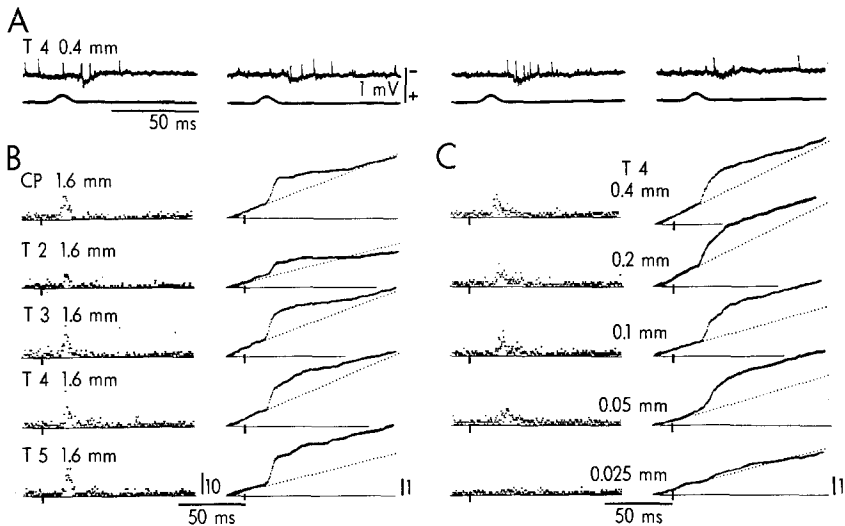 A
T 4 0.4 mm
1 mV
−
+
50 ms
B
CP 1.6 mm
T 2 1.6 mm
T 3 1.6 mm
T 4 1.6 mm
T 5 1.6 mm
10
1
50 ms
C
T 4
0.4 mm
0.2 mm
0.1 mm
0.05 mm
0.025 mm
1
50 ms